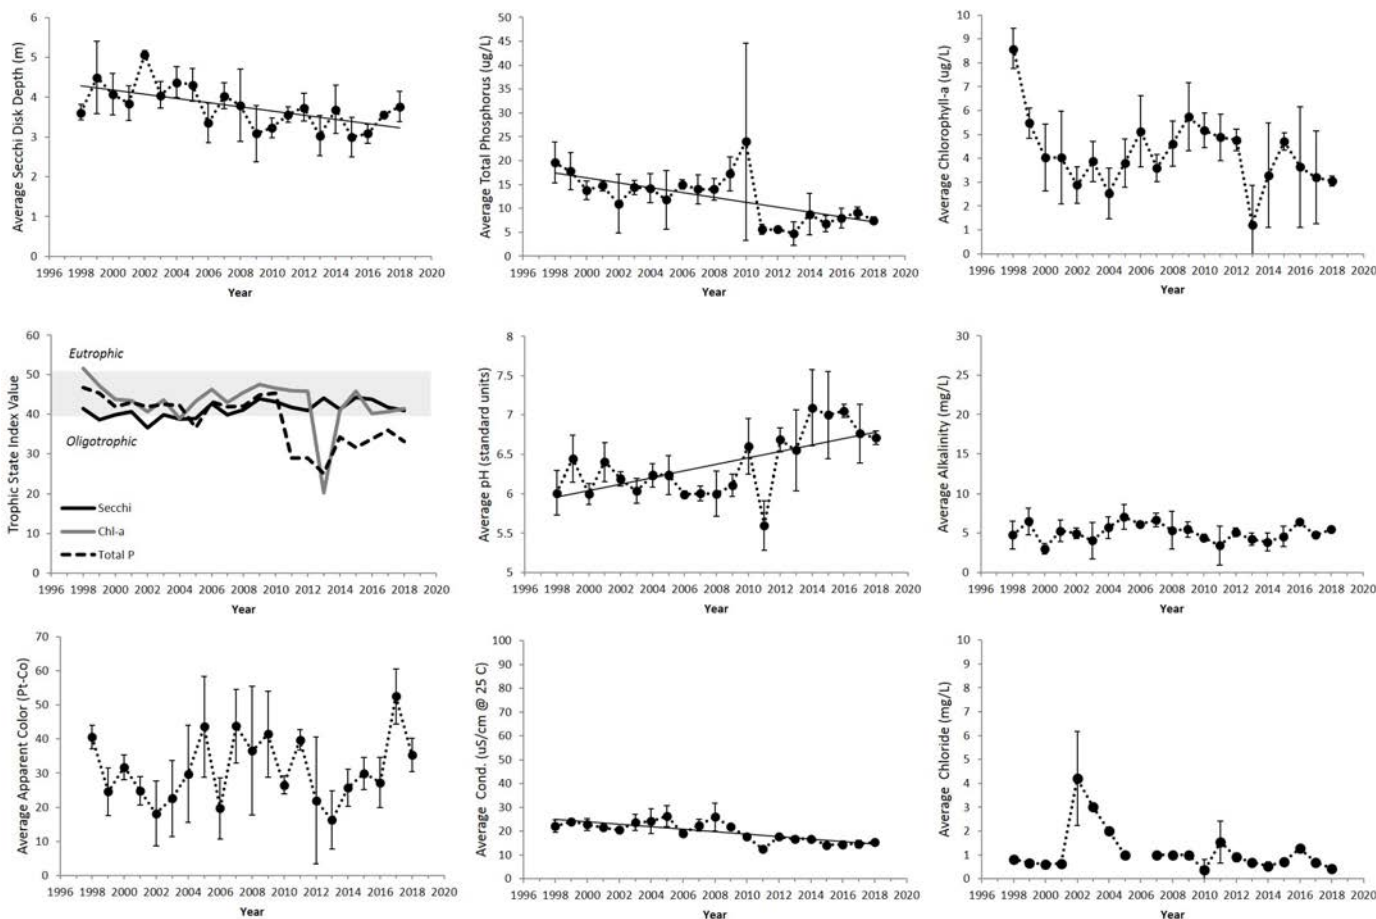 Average Secchi Disk Depth (m)
6
5
4
3
2
1
0
1996 1998 2000 2002 2004 2006 2008 2010 2012 2014 2016 2018 2020
Year
Average Total Phosphorus (ug/L)
50
45
40
35
30
25
20
15
10
5
0
1996 1998 2000 2002 2004 2006 2008 2010 2012 2014 2016 2018 2020
Year
Average Chlorophyll-a (ug/L)
10
9
8
7
6
5
4
3
2
1
0
1996 1998 2000 2002 2004 2006 2008 2010 2012 2014 2016 2018 2020
Year
Trophic State Index Value
60
50
40
30
20
10
0
Eutrophic
Oligotrophic
Secchi
Chl-a
Total P
1996 1998 2000 2002 2004 2006 2008 2010 2012 2014 2016 2018 2020
Year
Average pH (standard units)
8
7.5
7
6.5
6
5.5
5
1996 1998 2000 2002 2004 2006 2008 2010 2012 2014 2016 2018 2020
Year
Average Alkalinity (mg/L)
30
25
20
15
10
5
0
1996 1998 2000 2002 2004 2006 2008 2010 2012 2014 2016 2018 2020
Year
Average Apparent Color (Pt-Co)
70
60
50
40
30
20
10
0
1996 1998 2000 2002 2004 2006 2008 2010 2012 2014 2016 2018 2020
Year
Average Cond. (uS/cm @ 25 C)
100
90
80
70
60
50
40
30
20
10
0
1996 1998 2000 2002 2004 2006 2008 2010 2012 2014 2016 2018 2020
Year
Average Chloride (mg/L)
10
9
8
7
6
5
4
3
2
1
0
1996 1998 2000 2002 2004 2006 2008 2010 2012 2014 2016 2018 2020
Year